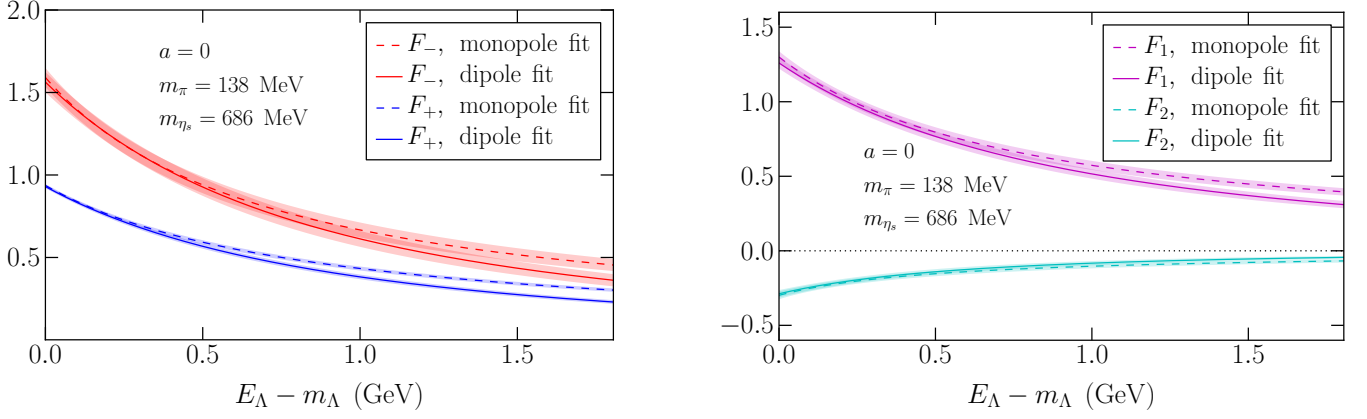 2.0
1.5
1.0
0.5
0.0
0.5
1.0
1.5
E_Λ − m_Λ (GeV)
a = 0
m_π = 138 MeV
m_{η_s} = 686 MeV
F_−, monopole fit
F_−, dipole fit
F_+, monopole fit
F_+, dipole fit
1.5
1.0
0.5
0.0
−0.5
0.0
0.5
1.0
1.5
E_Λ − m_Λ (GeV)
a = 0
m_π = 138 MeV
m_{η_s} = 686 MeV
F_1, monopole fit
F_1, dipole fit
F_2, monopole fit
F_2, dipole fit